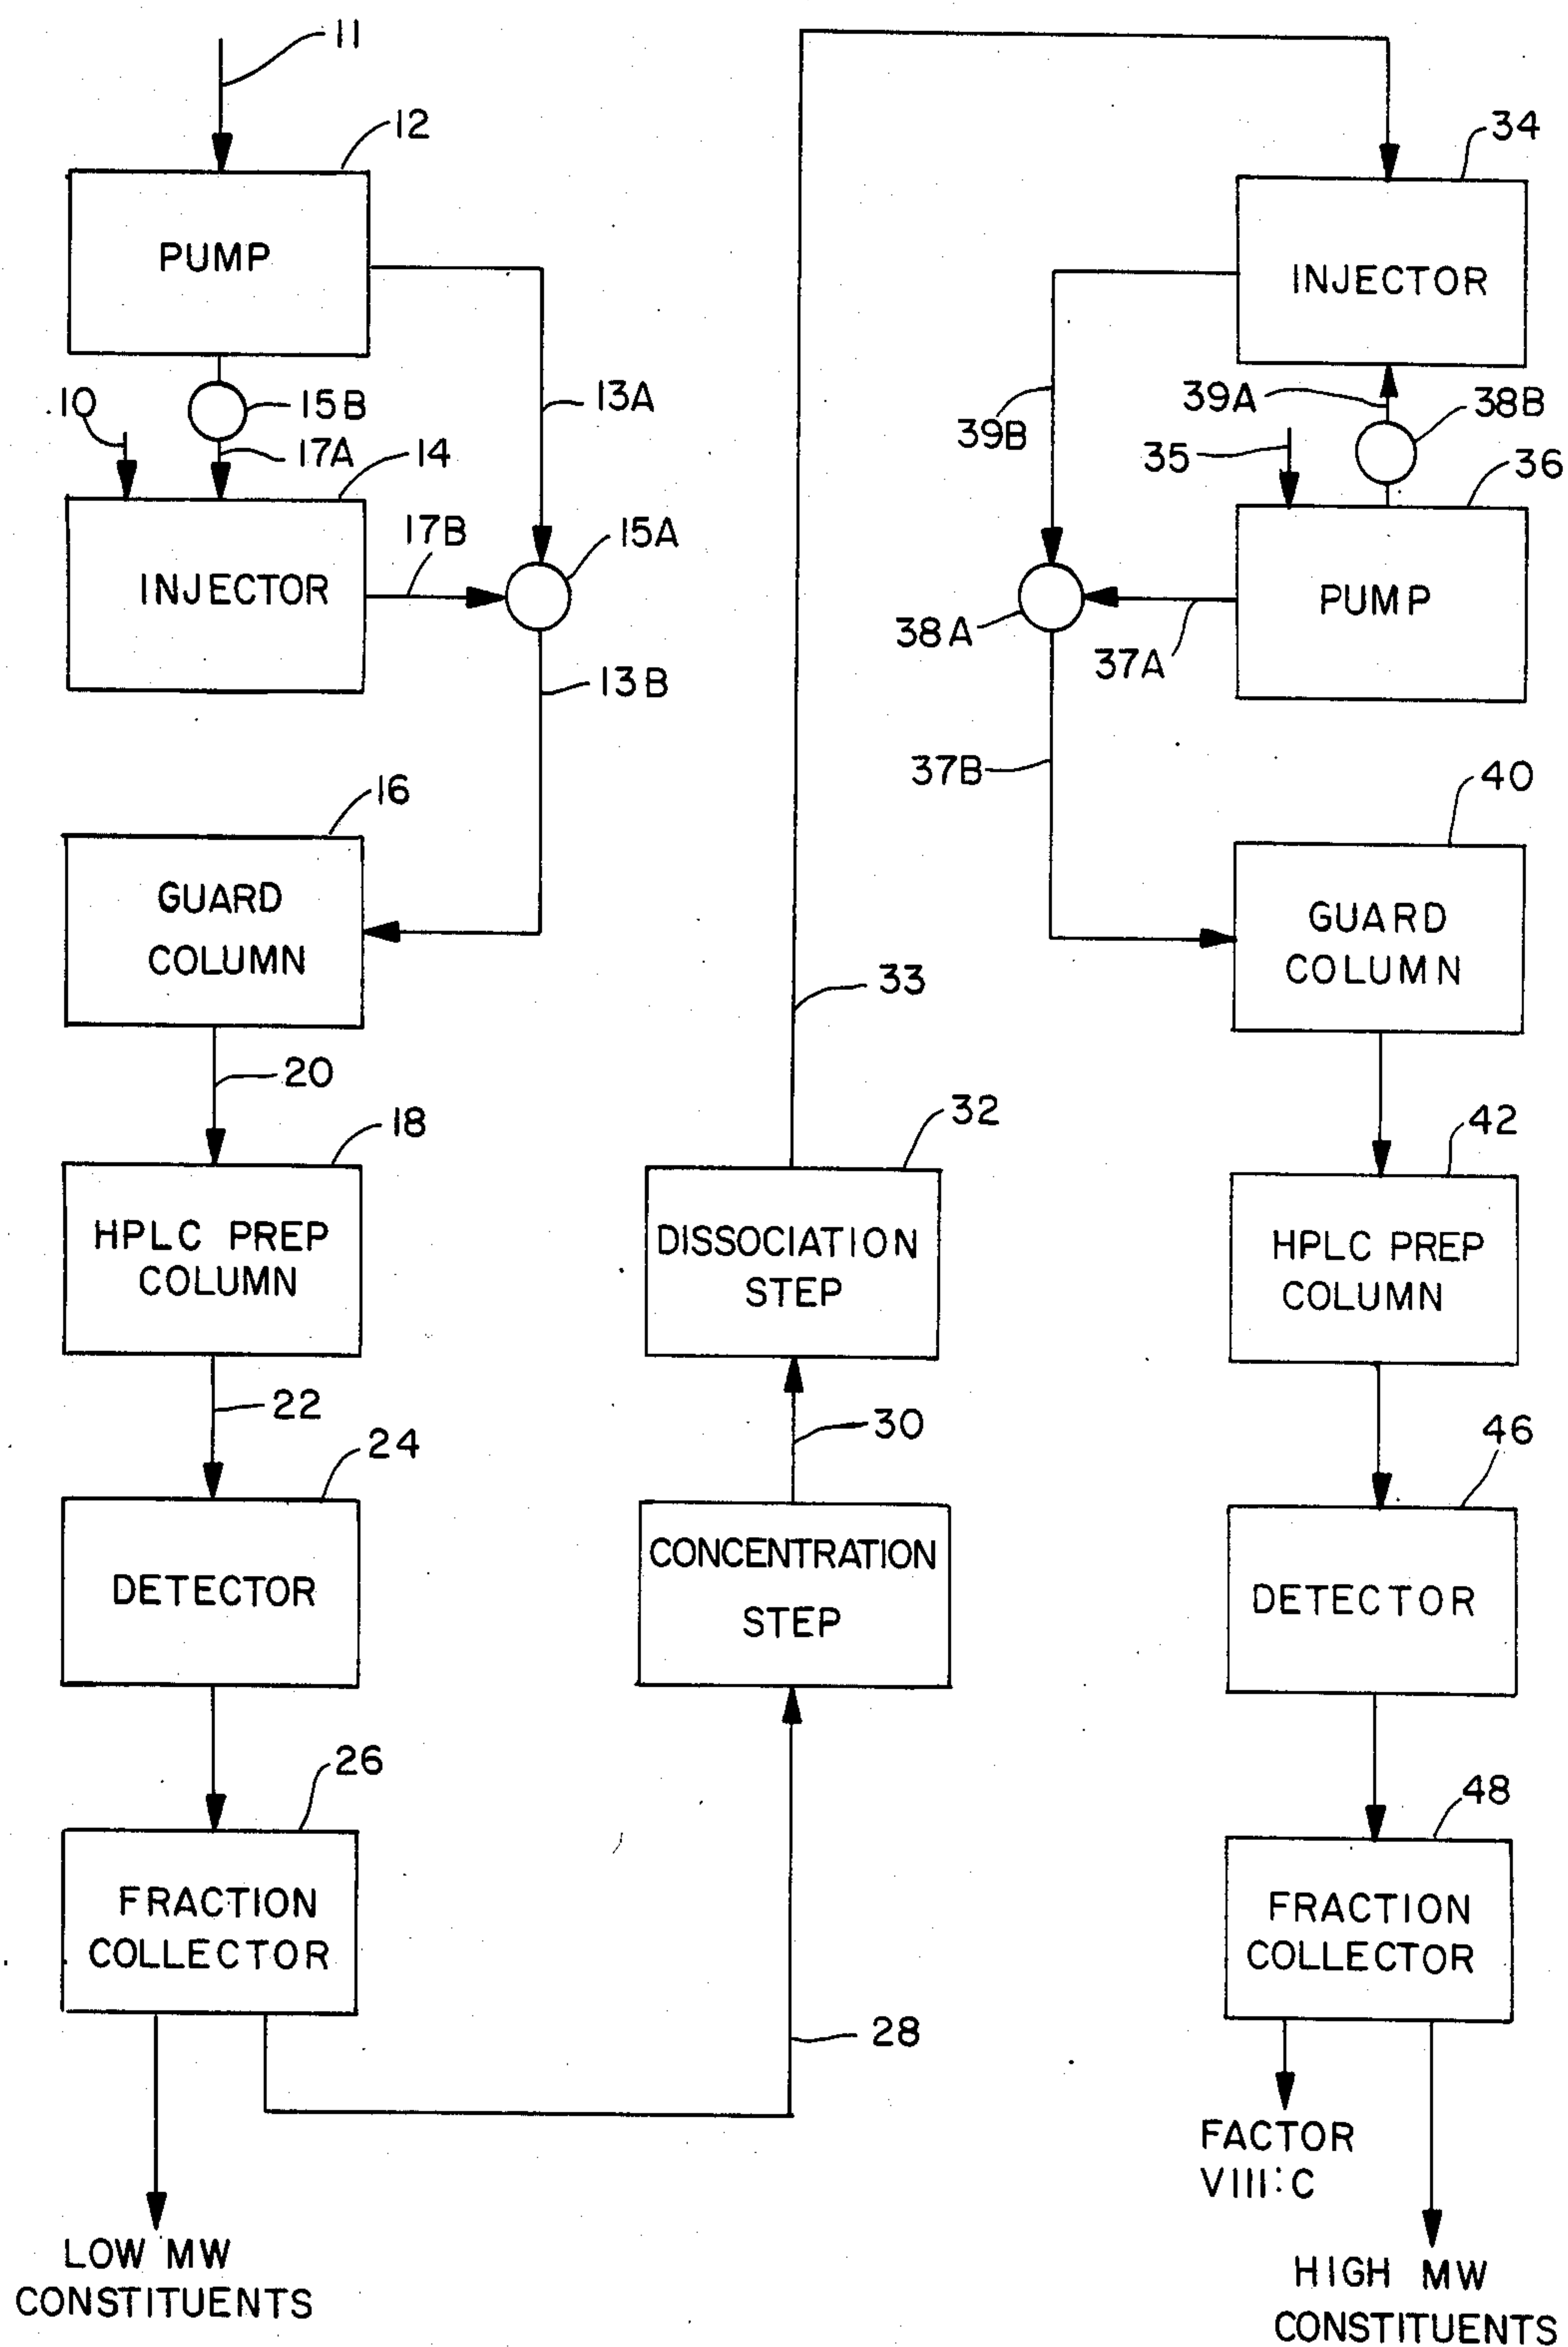 11
12
PUMP
13A
15B
10
17A
14
17B
15A
INJECTOR
13B
16
GUARD
COLUMN
20
18
HPLC PREP
COLUMN
22
24
DETECTOR
26
FRACTION
COLLECTOR
LOW MW
CONSTITUENTS
28
CONCENTRATION
STEP
30
32
DISSOCIATION
STEP
33
34
INJECTOR
39A
38B
39B
35
36
PUMP
38A
37A
37B
40
GUARD
COLUMN
42
HPLC PREP
COLUMN
46
DETECTOR
48
FRACTION
COLLECTOR
FACTOR
VIII:C
HIGH MW
CONSTITUENTS